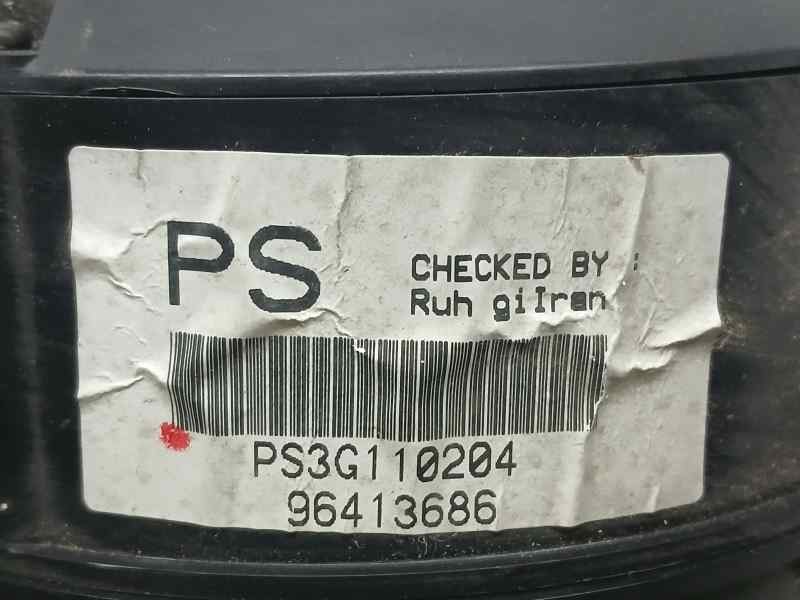 PS
CHECKED BY :
Ruh giIran
PS3G110204
96413686